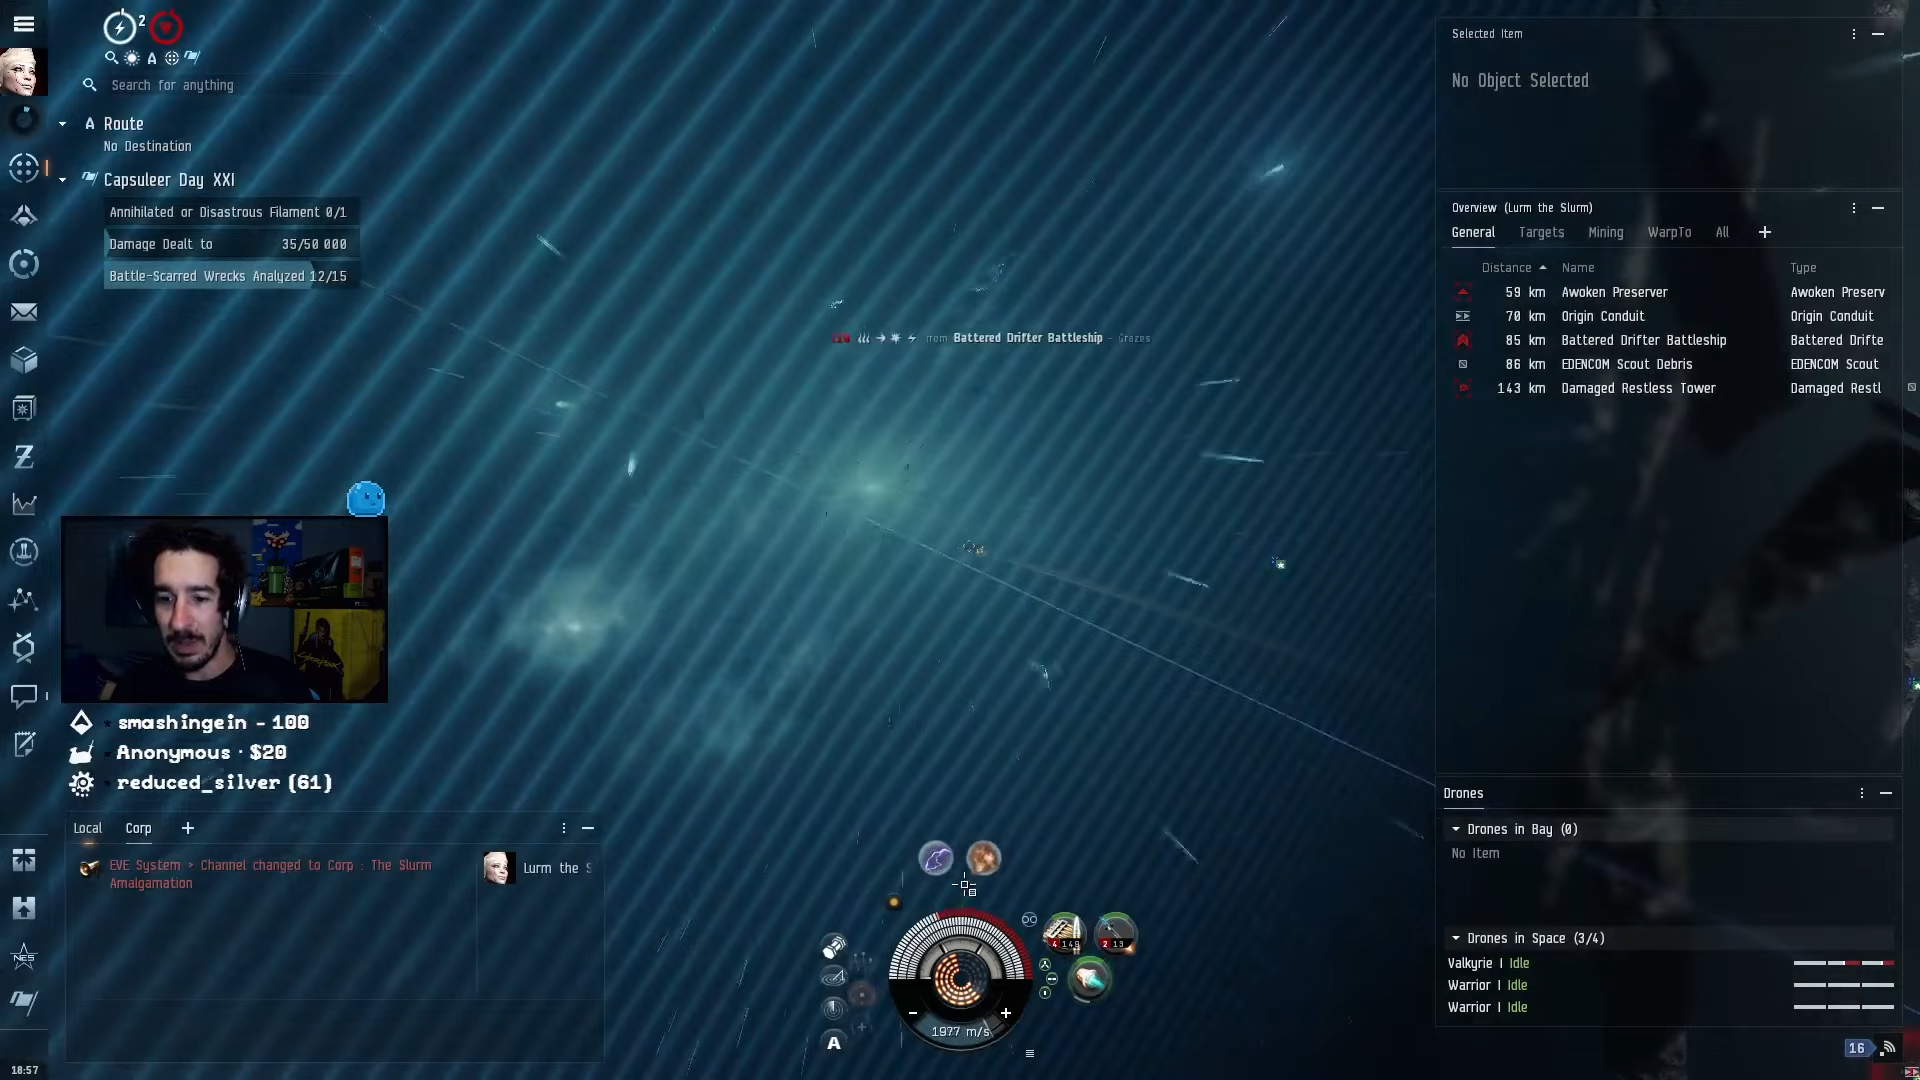 2
Search for anything
A Route
No Destination
Capsuleer Day XXI
Annihilated or Disastrous Filament 0/1
Damage Dealt to 35/50 000
Battle-Scarred Wrecks Analyzed 12/15
from Battered Drifter Battleship - Grazes
Selected Item
No Object Selected
Overview (Lurm the Slurm)
General Targets Mining WarpTo All +
Distance Name Type
59 km Awoken Preserver Awoken Preserv
70 km Origin Conduit Origin Conduit
85 km Battered Drifter Battleship Battered Drifte
86 km EDENCOM Scout Debris EDENCOM Scout
143 km Damaged Restless Tower Damaged Restl
smashingein - 100
Anonymous · $20
reduced_silver (61)
Local Corp +
EVE System > Channel changed to Corp : The Slurm
Amalgamation
Lurm the S
4 149
2 13
1977 m/s
A
Drones
Drones in Bay (0)
No Item
Drones in Space (3/4)
Valkyrie I Idle
Warrior I Idle
Warrior I Idle
NES
18:57
16